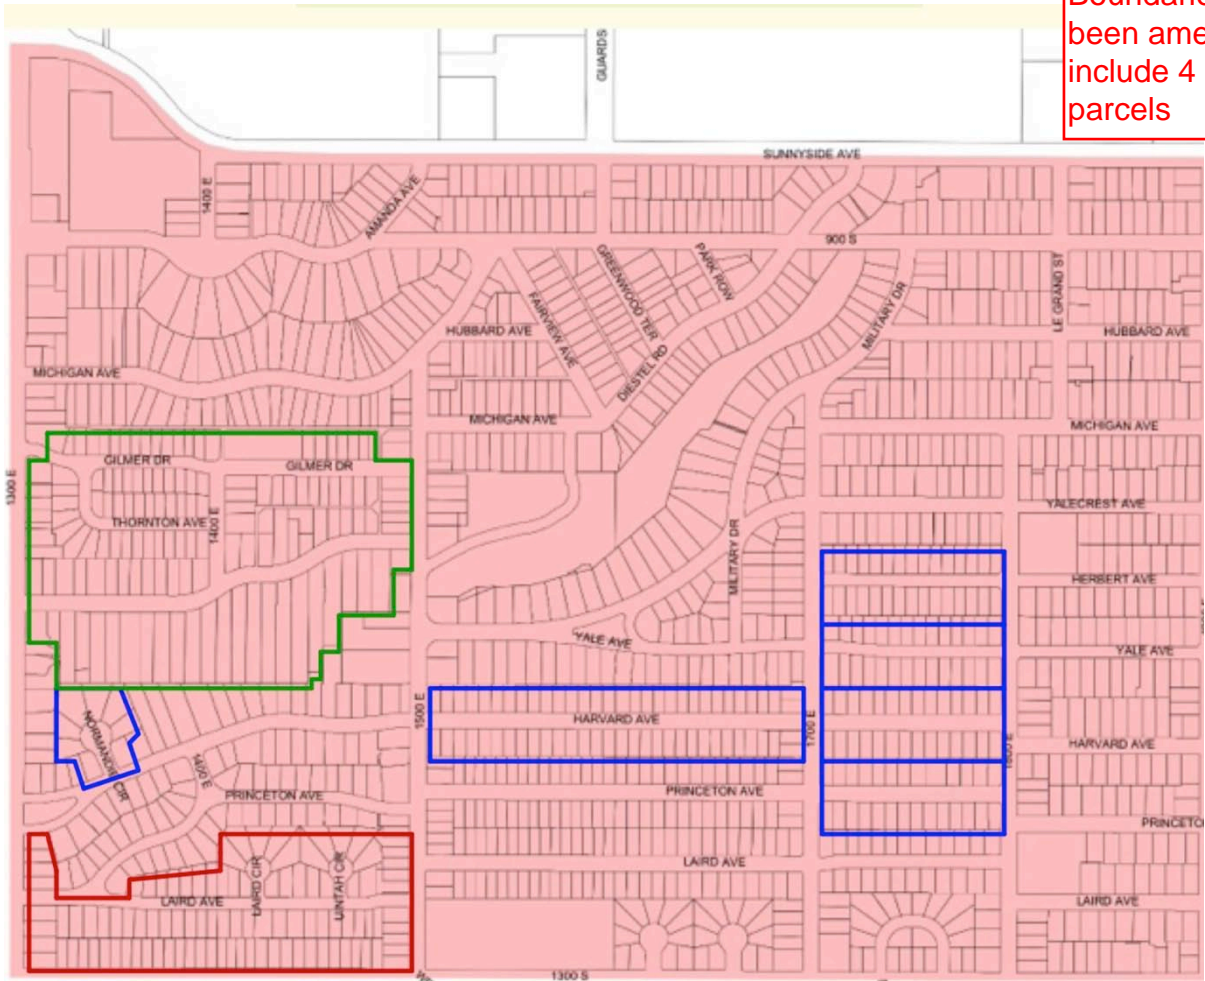 been ame
include 4
parcels
GUARDS
SUNNYSIDE AVE
1400 E
AMANDA AVE
900 S
GREENWOOD TER
PARK ROW
LE GRAND ST
FAIRVIEW AVE
MILITARY DR
HUBBARD AVE
HUBBARD AVE
DIESTEL RD
MICHIGAN AVE
MICHIGAN AVE
MICHIGAN AVE
GILMER DR
GILMER DR
1300 E
YALECREST AVE
THORNTON AVE
1400 E
MILITARY DR
HERBERT AVE
YALE AVE
YALE AVE
1500 E
HARVARD AVE
1700 E
NORMANDIE CIR
HARVARD AVE
1400 E
1800 E
PRINCETON AVE
PRINCETON AVE
PRINCETO
LAIRD AVE
LAIRD CIR
UINTAH CIR
LAIRD AVE
LAIRD AVE
1300 S